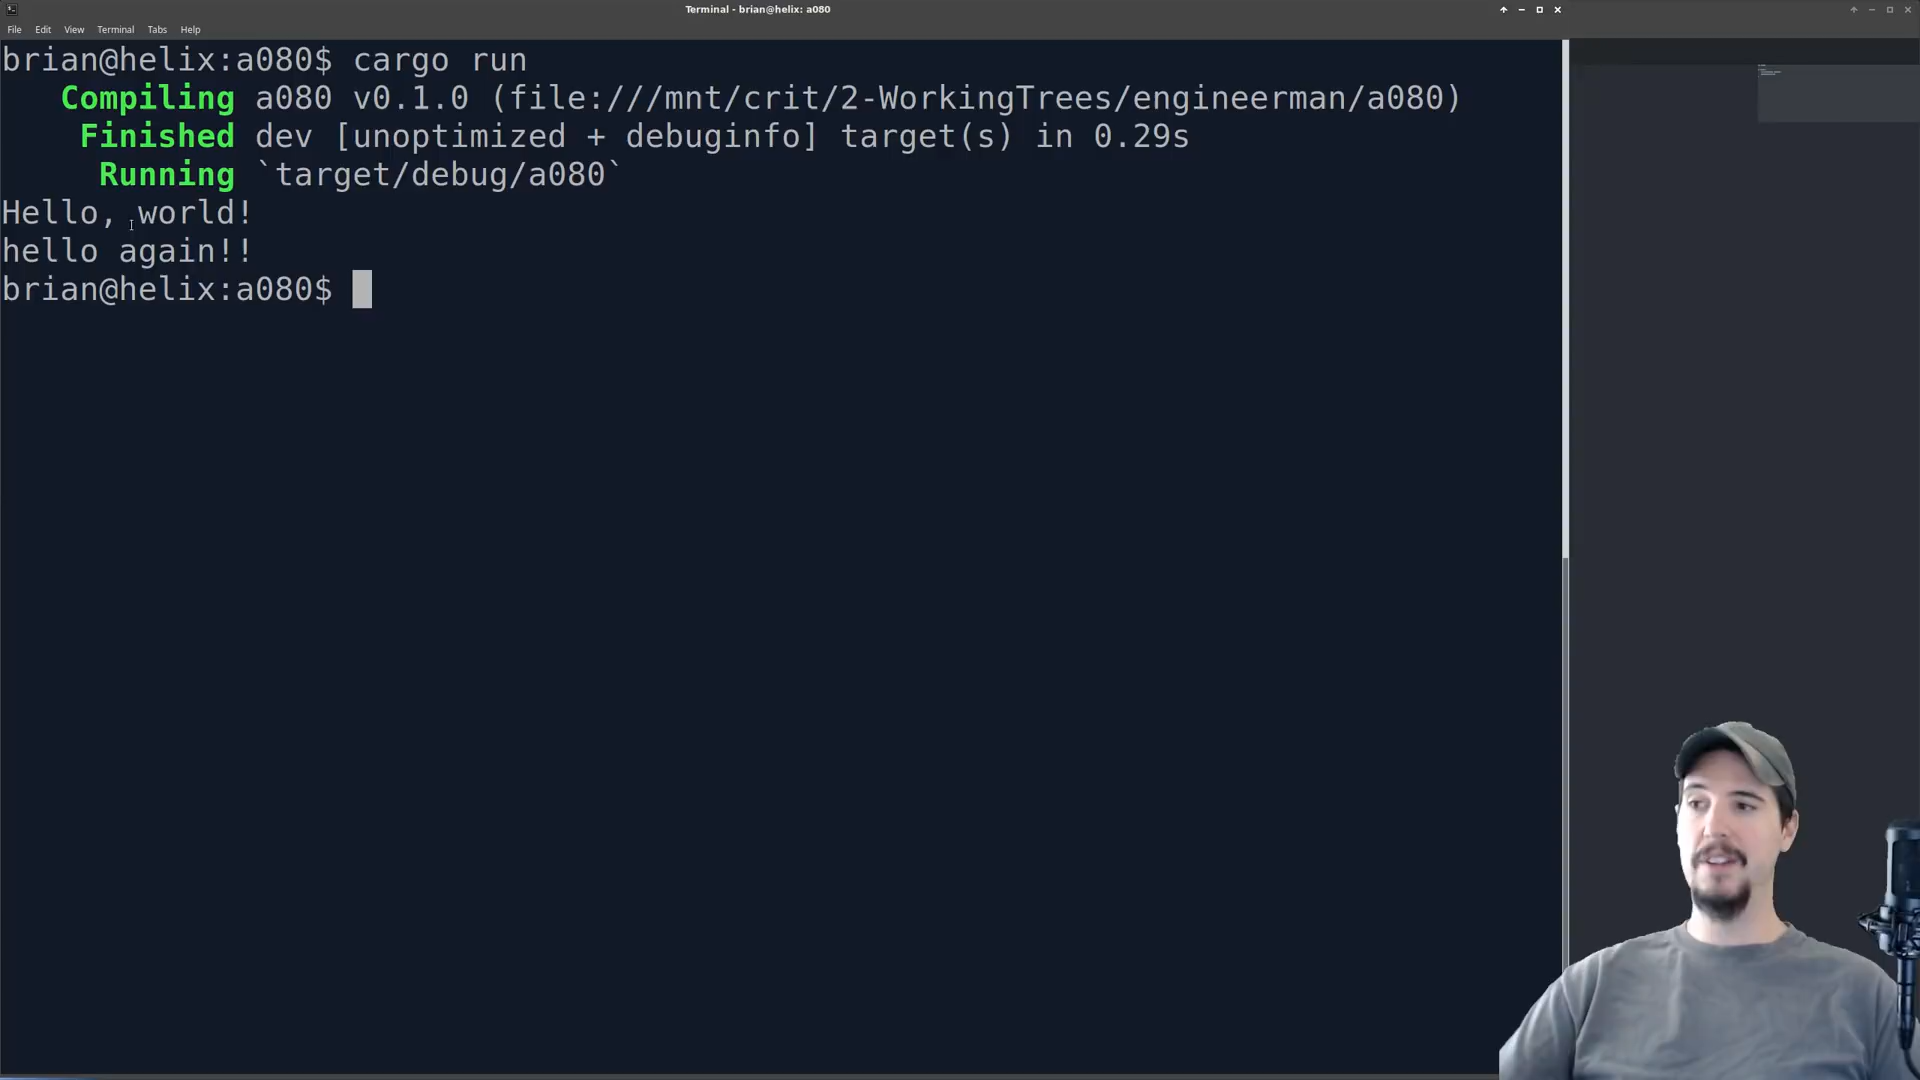 Terminal - brian@helix: a080
File Edit View Terminal Tabs Help
brian@helix:a080$ cargo run
Compiling a080 v0.1.0 (file:///mnt/crit/2-WorkingTrees/engineerman/a080)
Finished dev [unoptimized + debuginfo] target(s) in 0.29s
Running `target/debug/a080`
Hello, world!
hello again!!
brian@helix:a080$